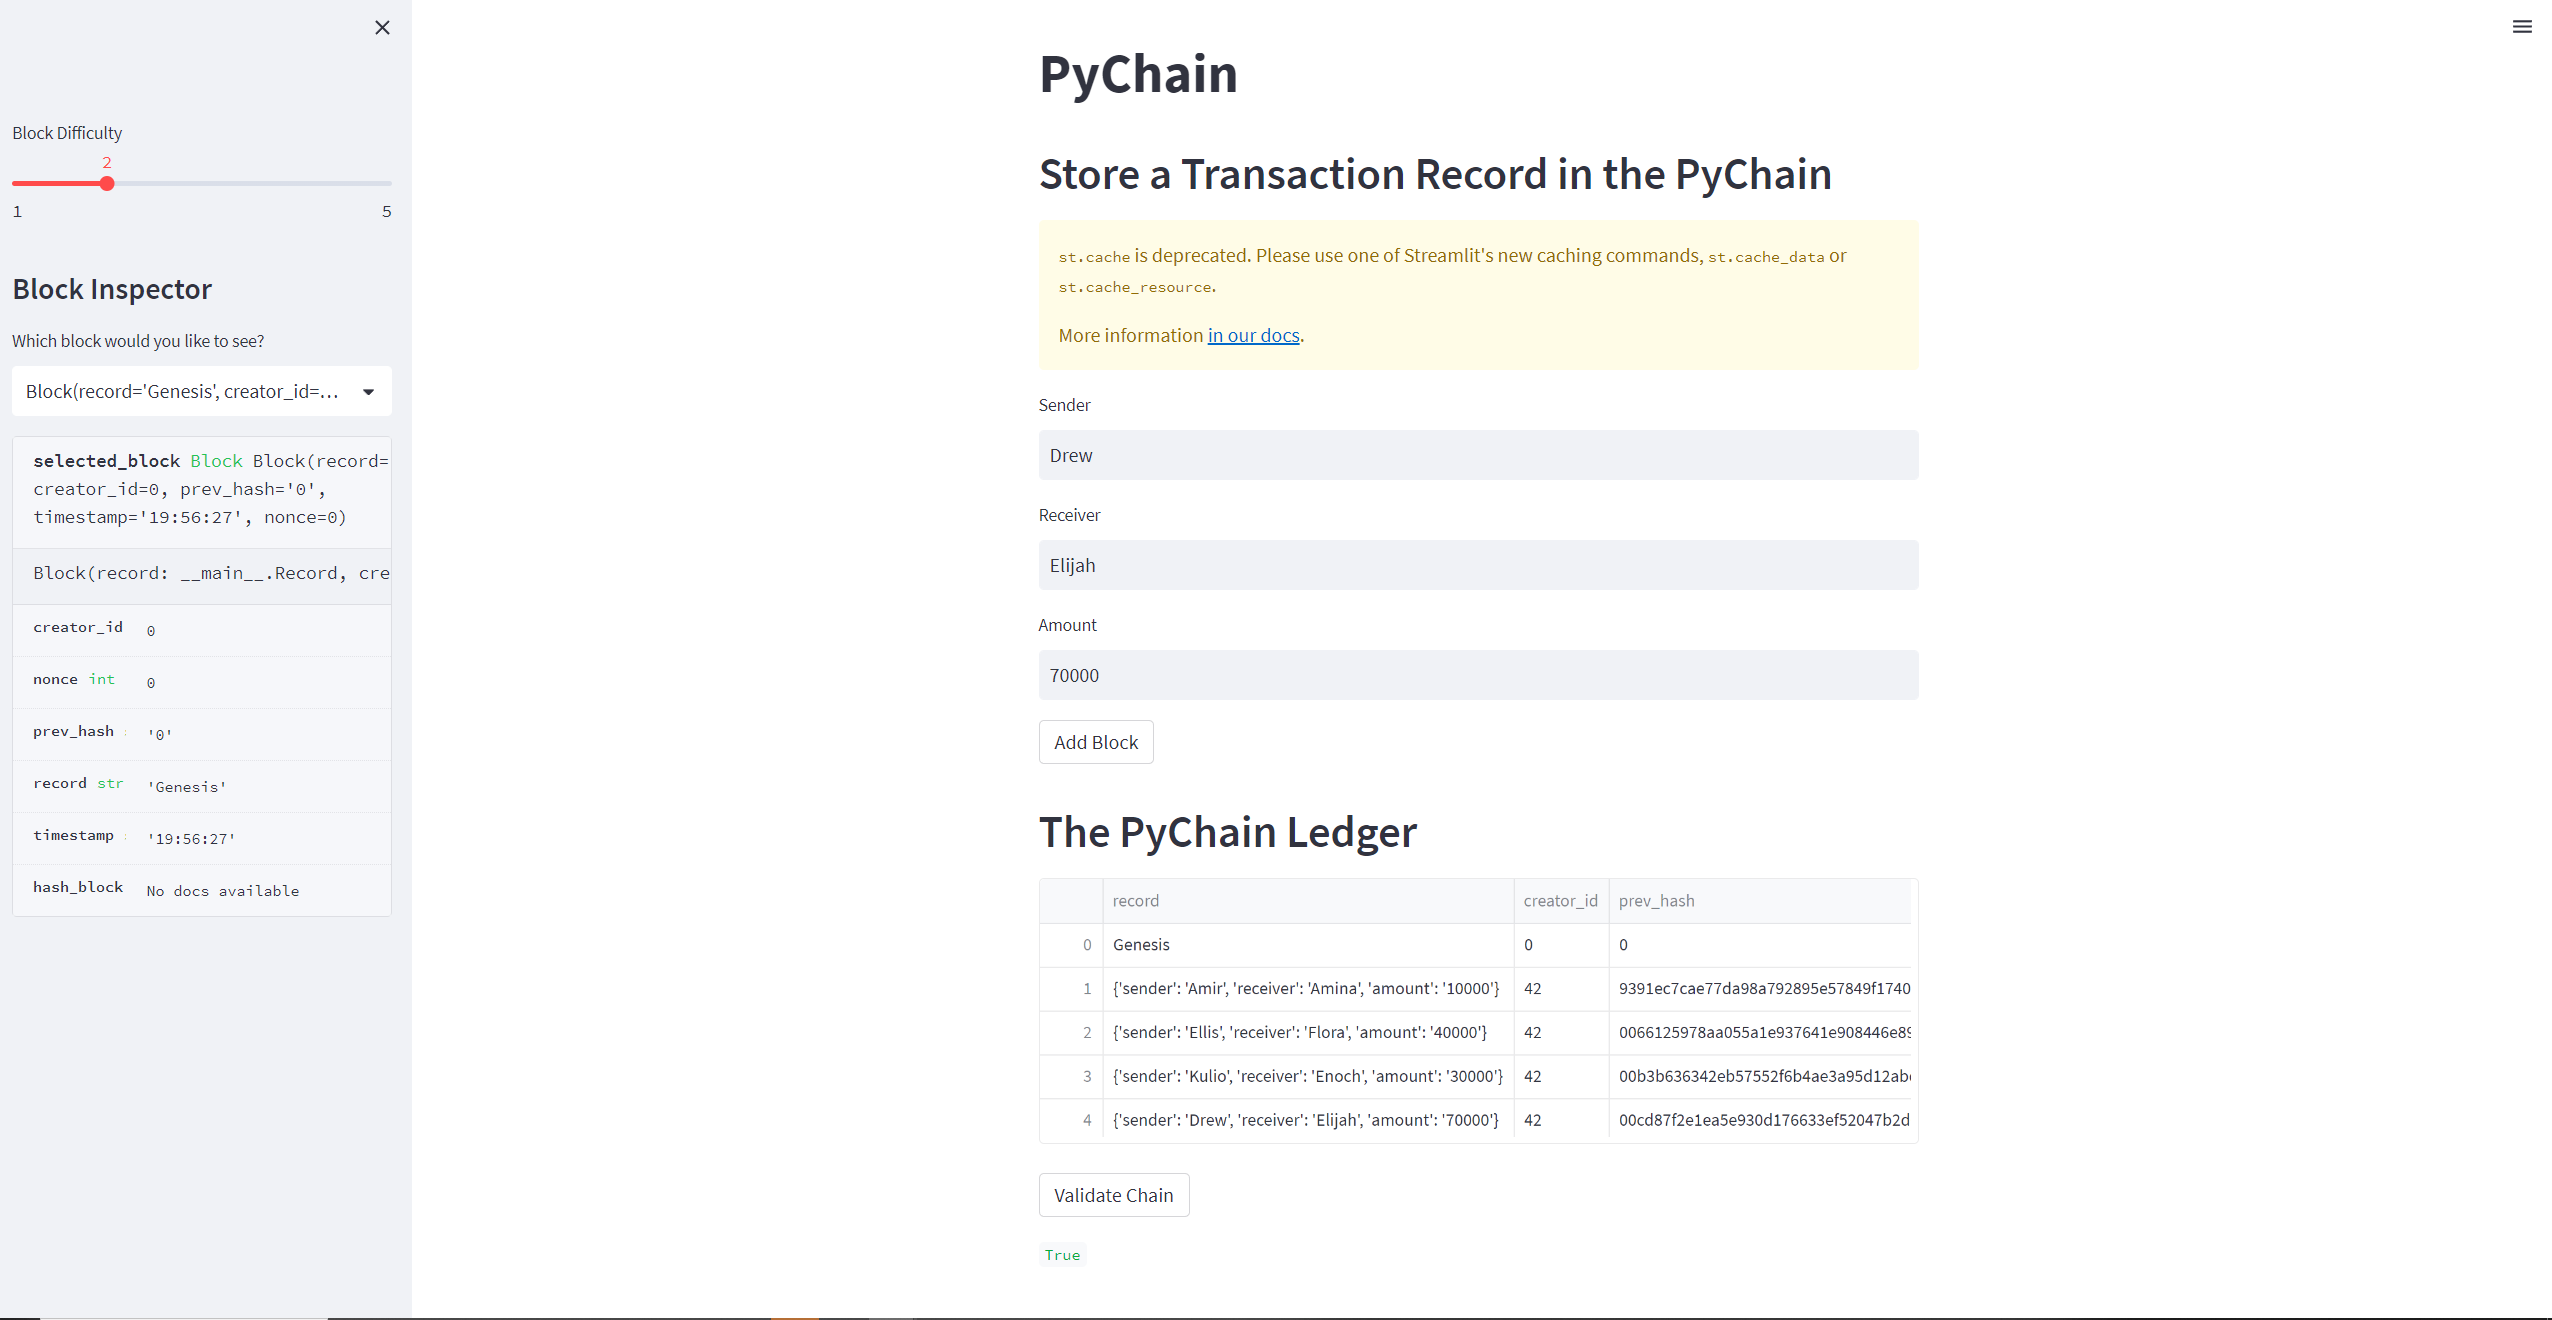 Block Difficulty
2
1 5
Block Inspector
Which block would you like to see?
Block(record='Genesis', creator_id=...
selected_block Block Block(record=
creator_id=0, prev_hash='0',
timestamp='19:56:27', nonce=0)
Block(record: __main__.Record, cre
creator_id 0
nonce int 0
prev_hash '0'
record str 'Genesis'
timestamp '19:56:27'
hash_block No docs available
PyChain
Store a Transaction Record in the PyChain
st.cache is deprecated. Please use one of Streamlit's new caching commands, st.cache_data or
st.cache_resource.
More information in our docs.
Sender
Drew
Receiver
Elijah
Amount
70000
Add Block
The PyChain Ledger
record creator_id prev_hash
0 Genesis 0 0
1 {'sender': 'Amir', 'receiver': 'Amina', 'amount': '10000'} 42 9391ec7cae77da98a792895e57849f1740
2 {'sender': 'Ellis', 'receiver': 'Flora', 'amount': '40000'} 42 0066125978aa055a1e937641e908446e89
3 {'sender': 'Kulio', 'receiver': 'Enoch', 'amount': '30000'} 42 00b3b636342eb57552f6b4ae3a95d12ab
4 {'sender': 'Drew', 'receiver': 'Elijah', 'amount': '70000'} 42 00cd87f2e1ea5e930d176633ef52047b2d
Validate Chain
True